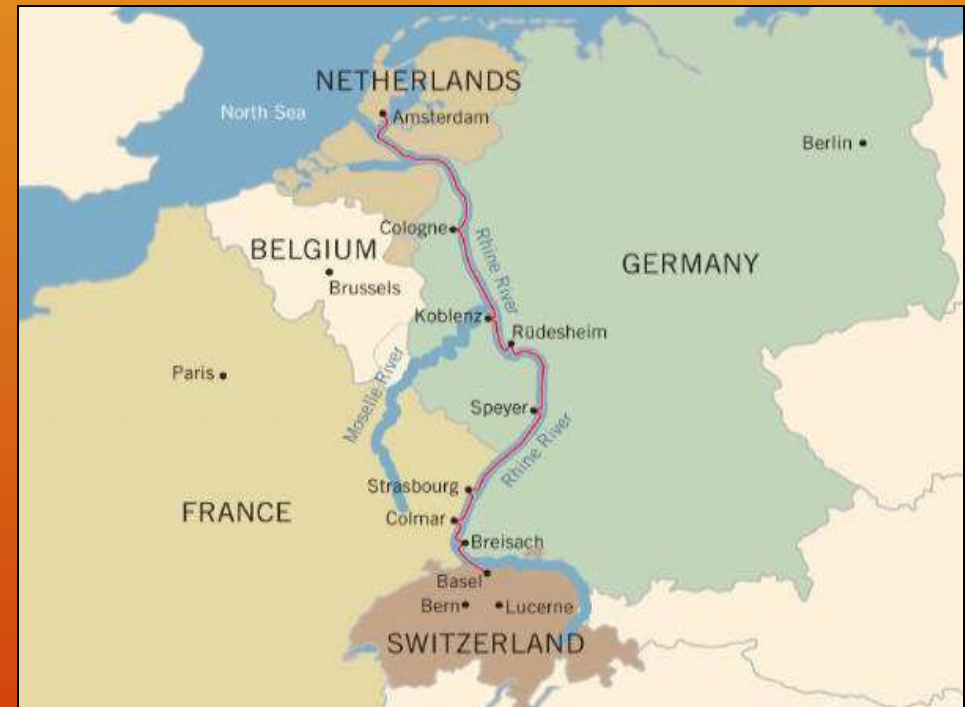 NETHERLANDS
North Sea
Amsterdam
Berlin
Cologne
Rhine River
BELGIUM
GERMANY
Brussels
Koblenz
Rüdesheim
Moselle River
Paris
Speyer
Rhine River
Strasbourg
FRANCE
Colmar
Breisach
Basel
Bern
Lucerne
SWITZERLAND